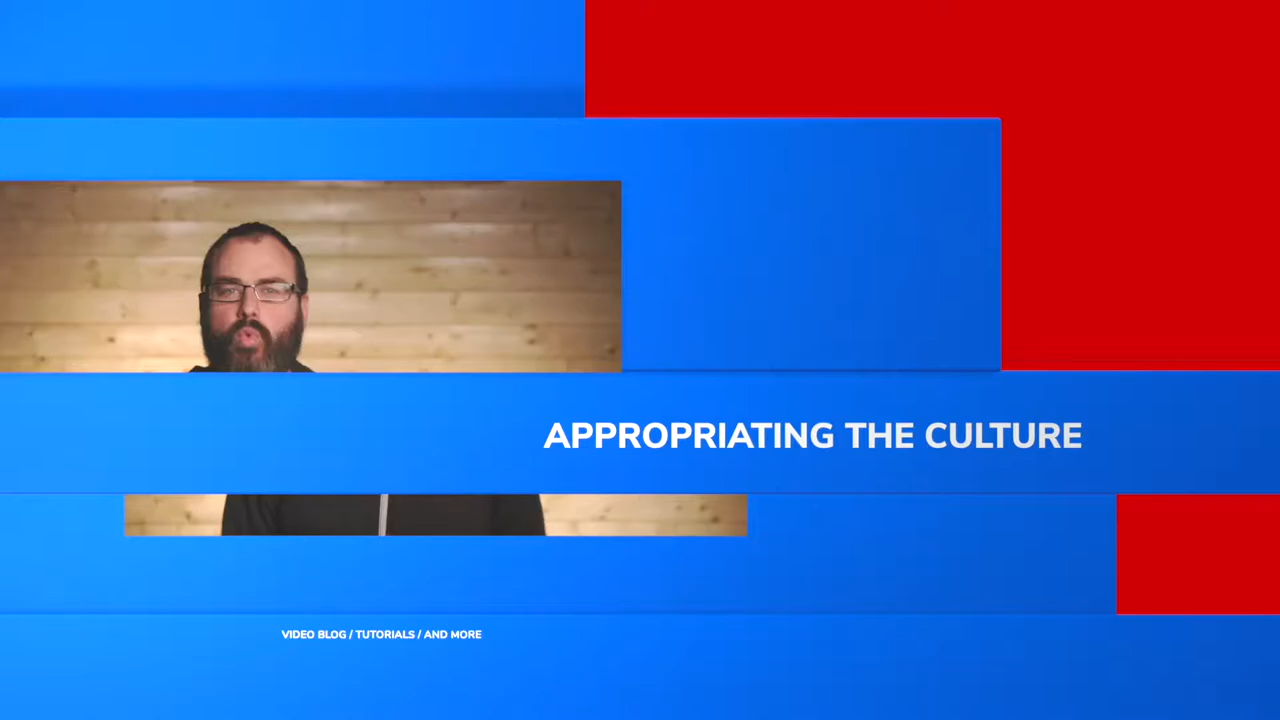 APPROPRIATING THE CULTURE
VIDEO BLOG / TUTORIALS / AND MORE